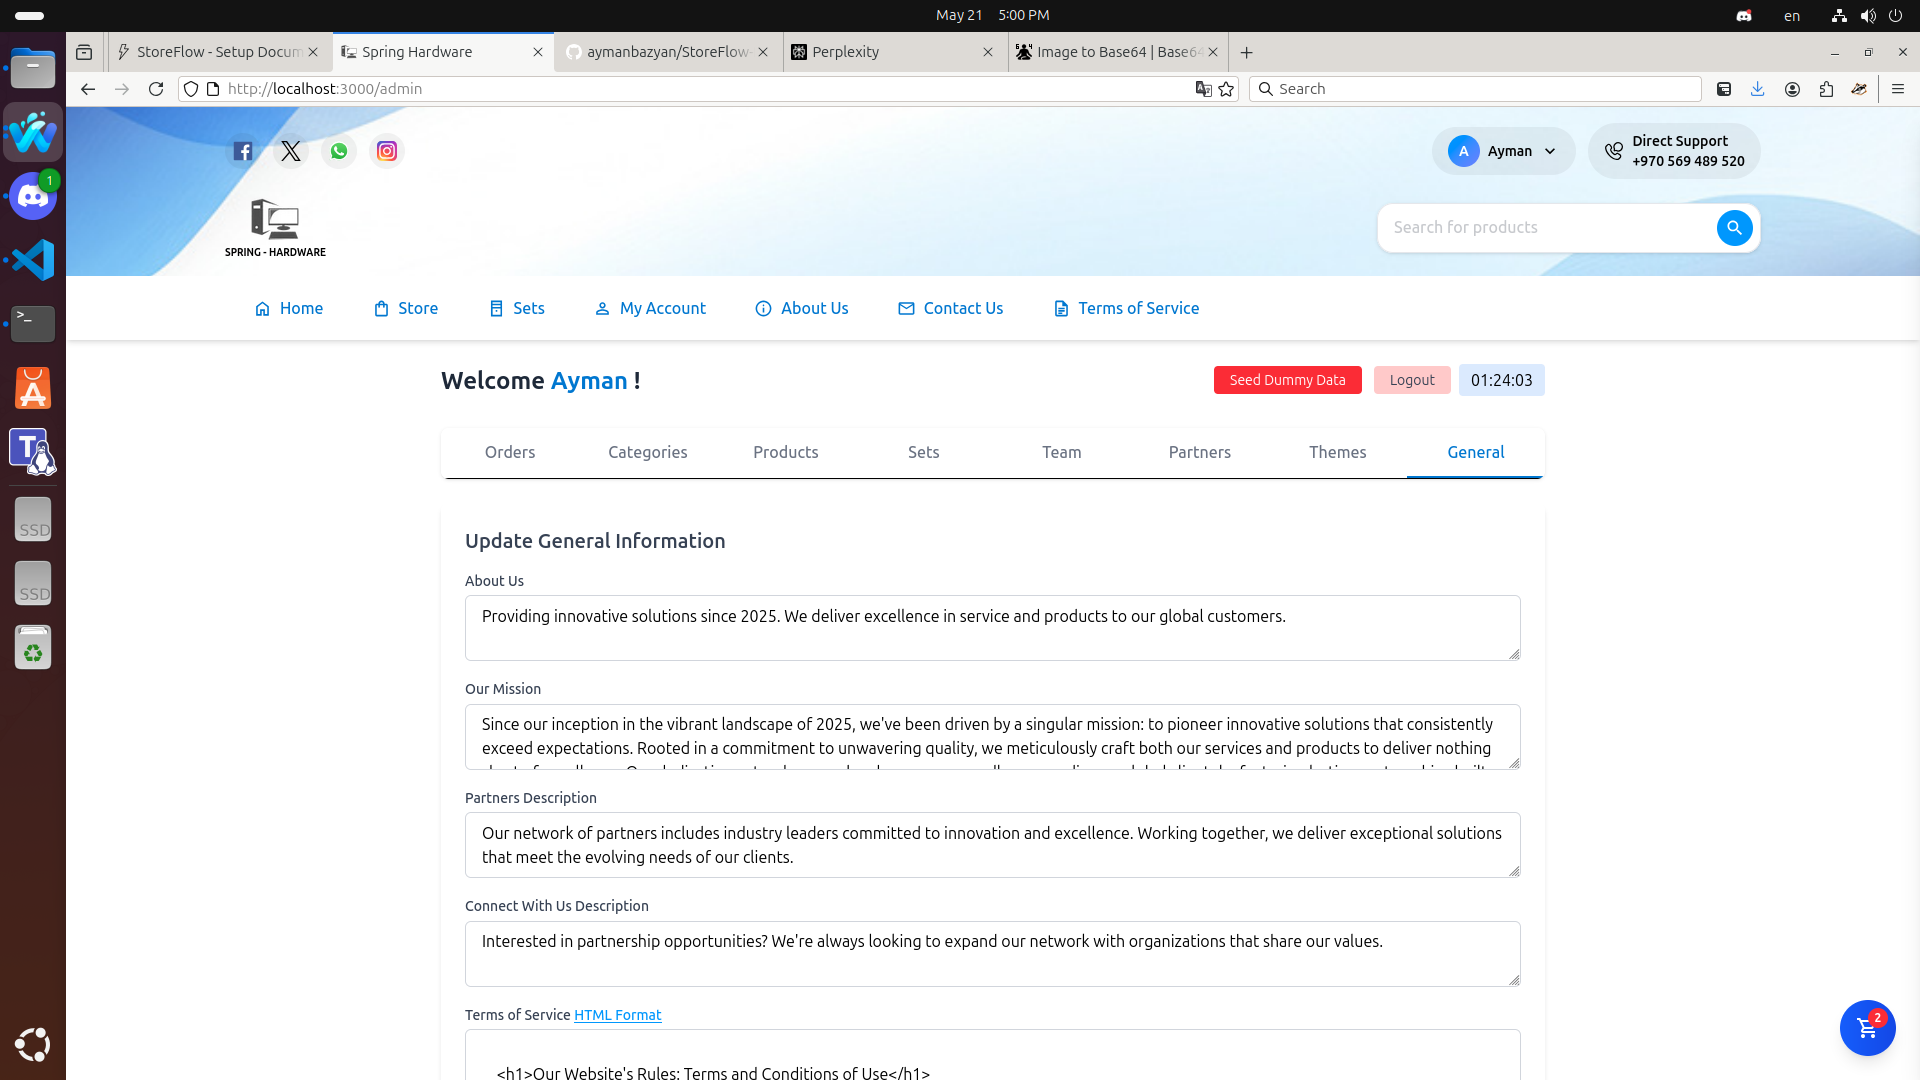 May 21 5:00 PM
en
StoreFlow - Setup Docum
Spring Hardware
aymanbazyan/StoreFlow-
Perplexity
Image to Base64 | Base64
http://localhost:3000/admin
Search
1
A
Ayman
Direct Support
+970 569 489 520
SPRING - HARDWARE
Search for products
Home
Store
Sets
My Account
About Us
Contact Us
Terms of Service
Welcome Ayman !
Seed Dummy Data
Logout
01:24:03
Orders
Categories
Products
Sets
Team
Partners
Themes
General
Update General Information
About Us
Providing innovative solutions since 2025. We deliver excellence in service and products to our global customers.
Our Mission
Since our inception in the vibrant landscape of 2025, we've been driven by a singular mission: to pioneer innovative solutions that consistently
exceed expectations. Rooted in a commitment to unwavering quality, we meticulously craft both our services and products to deliver nothing
Partners Description
Our network of partners includes industry leaders committed to innovation and excellence. Working together, we deliver exceptional solutions
that meet the evolving needs of our clients.
Connect With Us Description
Interested in partnership opportunities? We're always looking to expand our network with organizations that share our values.
Terms of Service HTML Format
<h1>Our Website's Rules: Terms and Conditions of Use</h1>
2
>_
A
T
SSD
SSD